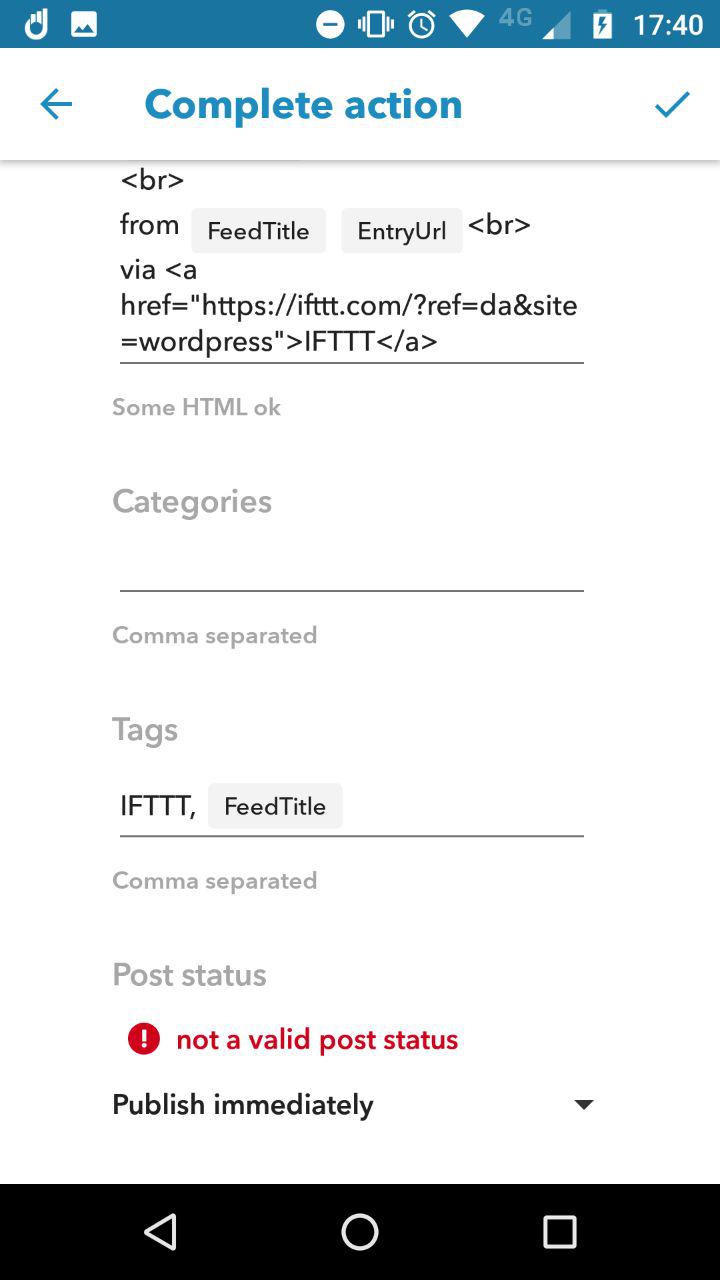 4G 17:40
Complete action
<br>
from FeedTitle EntryUrl <br>
via <a
href="https://ifttt.com/?ref=da&site
=wordpress">IFTTT</a>
Some HTML ok
Categories
Comma separated
Tags
IFTTT, FeedTitle
Comma separated
Post status
! not a valid post status
Publish immediately